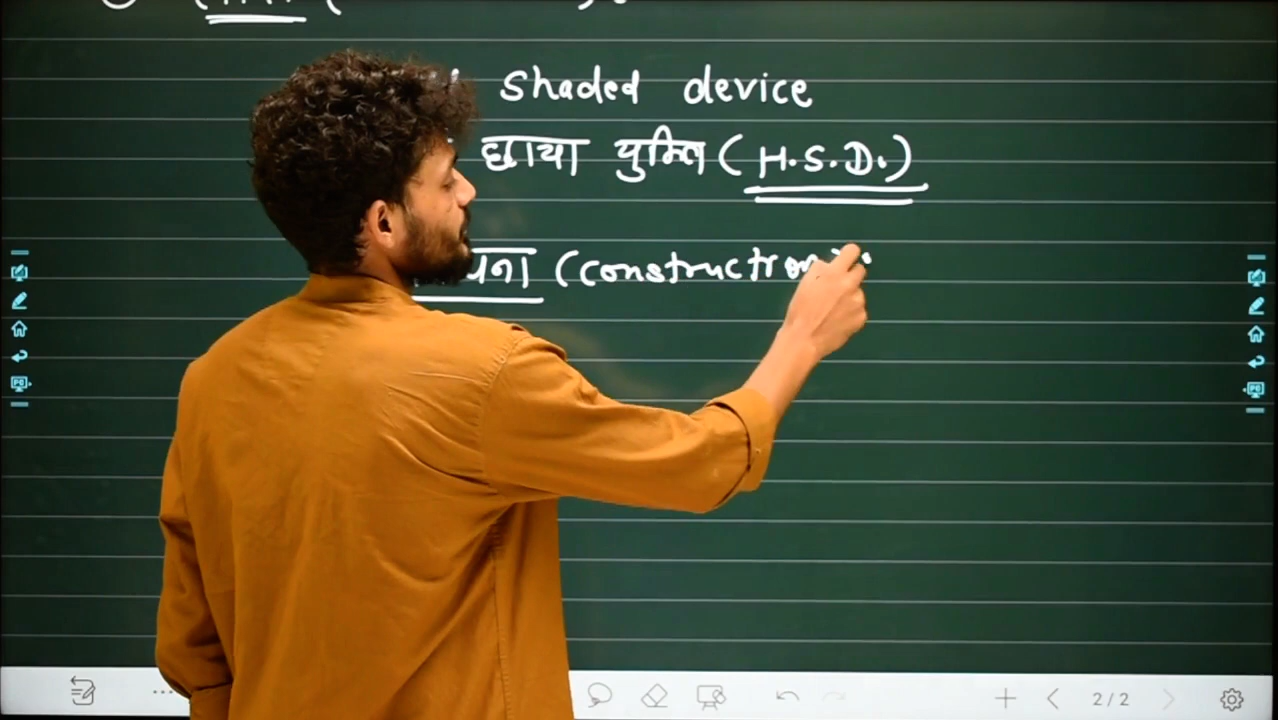 shaded device
छाया युक्ति (H.S.D.)
(construction):
2/2